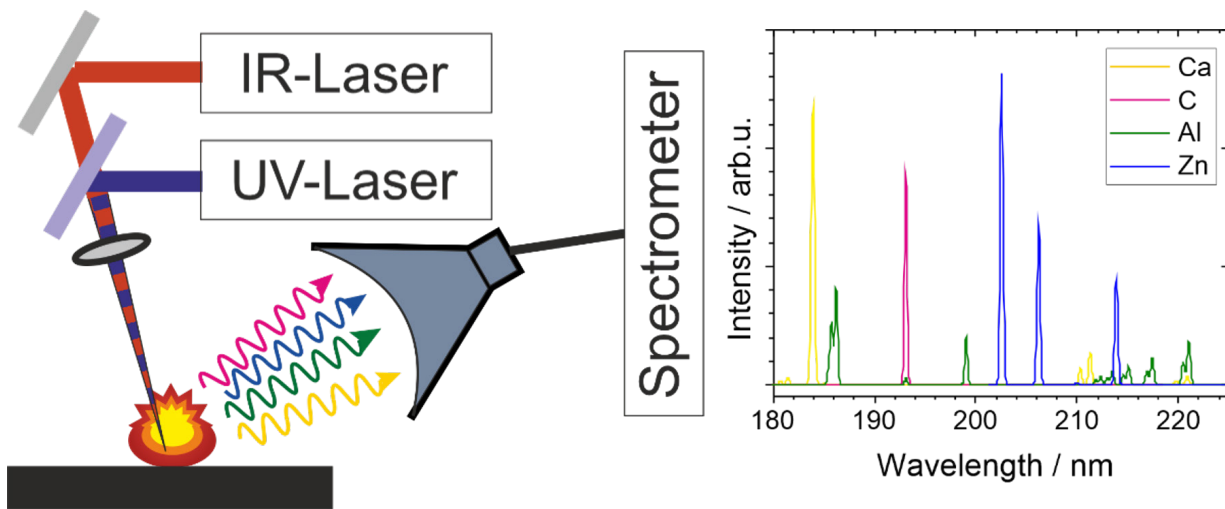 IR-Laser
UV-Laser
Spectrometer
Intensity / arb.u.
Ca
C
Al
Zn
180 190 200 210 220
Wavelength / nm